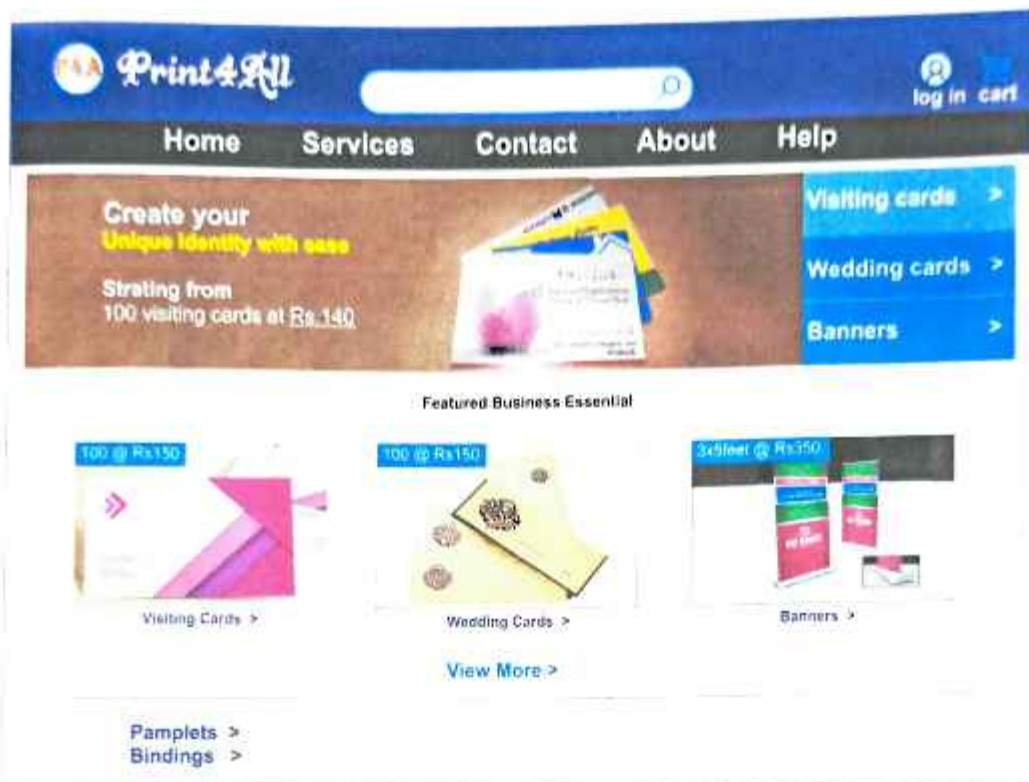 P4A Print4All
log in cart
Home Services Contact About Help
Create your
Unique Identity with ease
Strating from
100 visiting cards at Rs.140
Visiting cards >
Wedding cards >
Banners >
Featured Business Essential
100 @ Rs150
100 @ Rs150
3x5feet @ Rs350
Visiting Cards >
Wedding Cards >
Banners >
View More >
Pamplets >
Bindings >